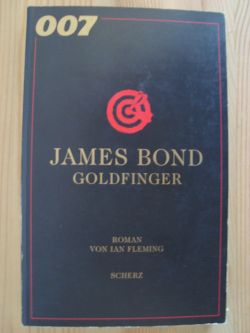 007
JAMES BOND
GOLDFINGER
ROMAN
VON IAN FLEMING
SCHERZ